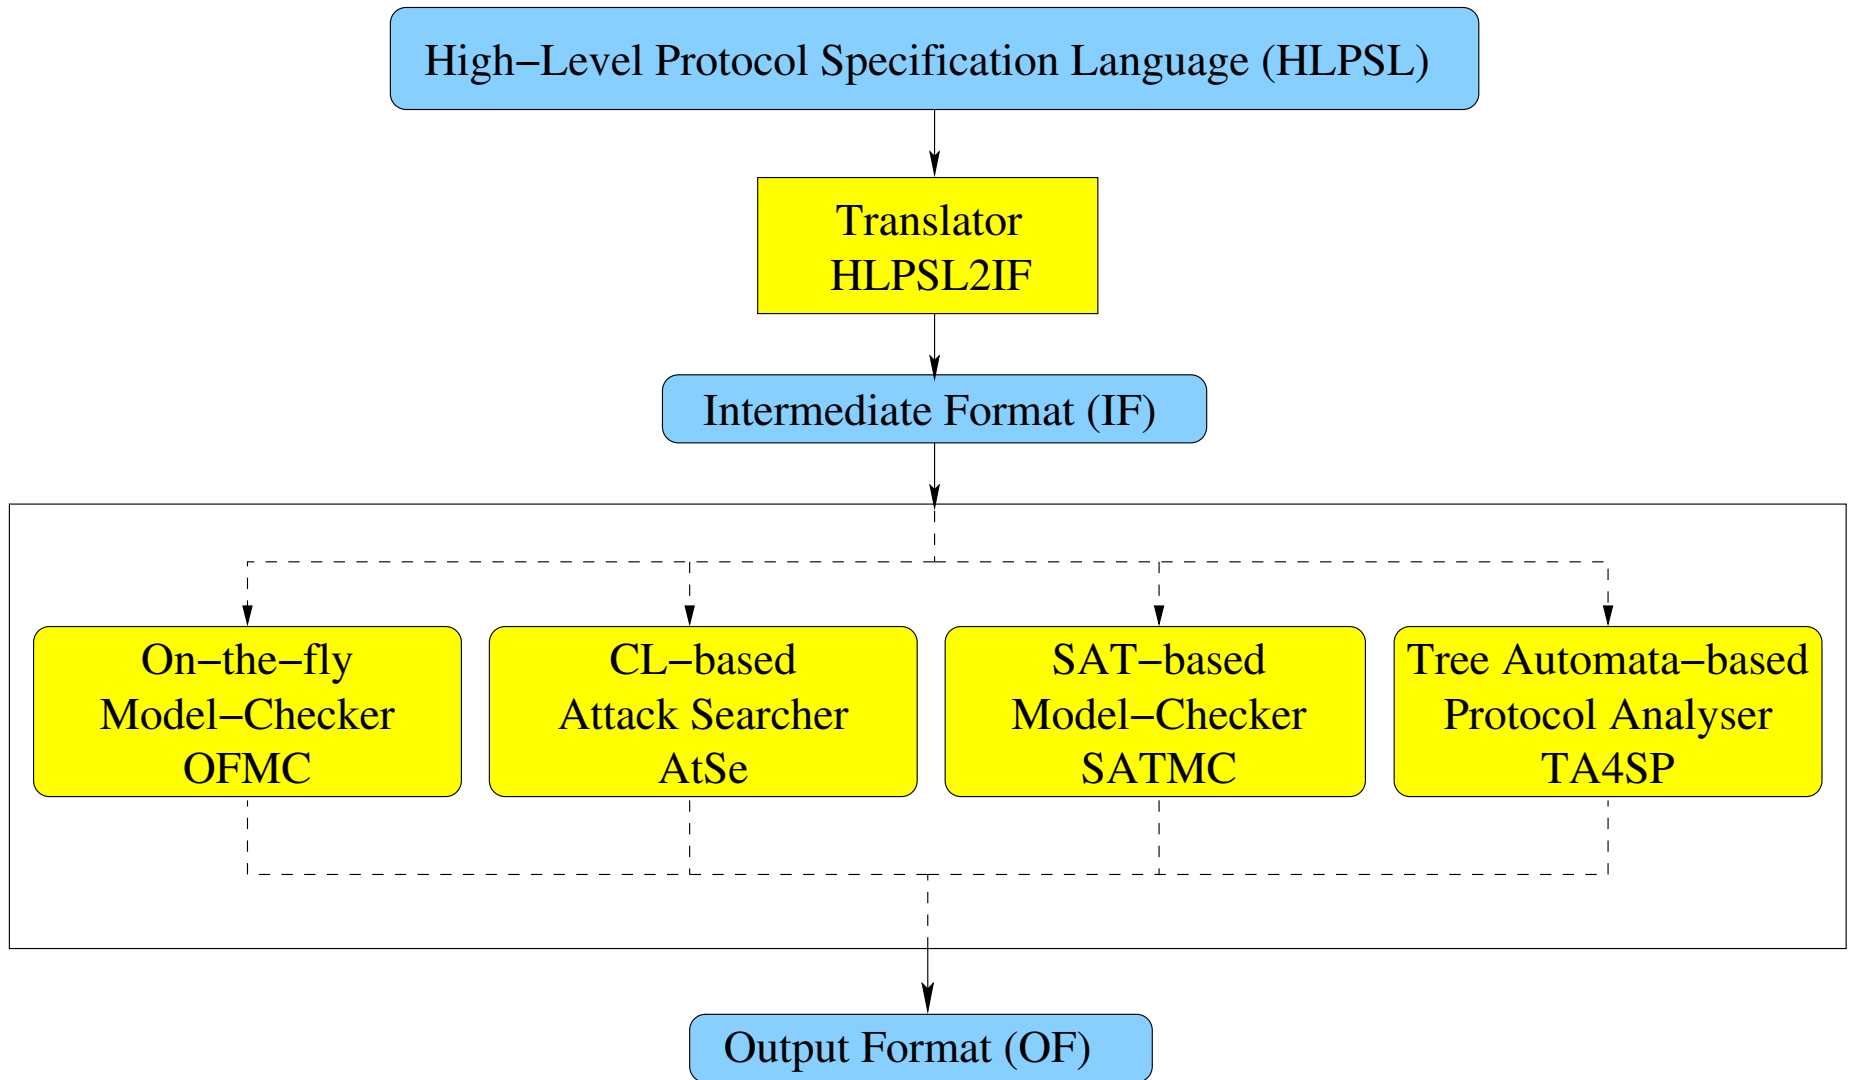 High−Level Protocol Specification Language (HLPSL)
Translator
HLPSL2IF
Intermediate Format (IF)
On−the−fly
Model−Checker
OFMC
CL−based
Attack Searcher
AtSe
SAT−based
Model−Checker
SATMC
Tree Automata−based
Protocol Analyser
TA4SP
Output Format (OF)